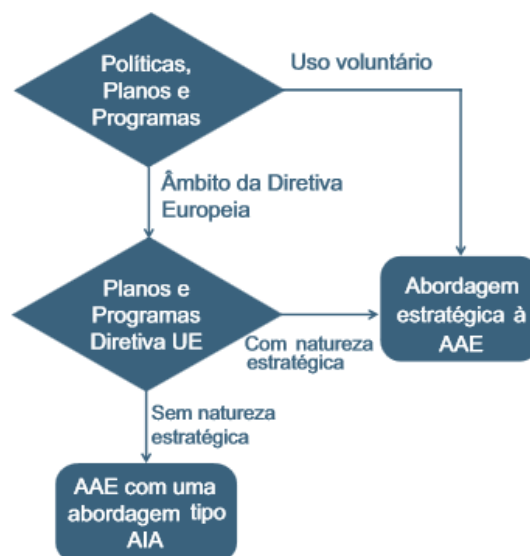 Políticas,
Planos e
Programas
Uso voluntário
Âmbito da Diretiva
Europeia
Planos e
Programas
Diretiva UE
Com natureza
estratégica
Abordagem
estratégica à
AAE
Sem natureza
estratégica
AAE com uma
abordagem tipo
AIA